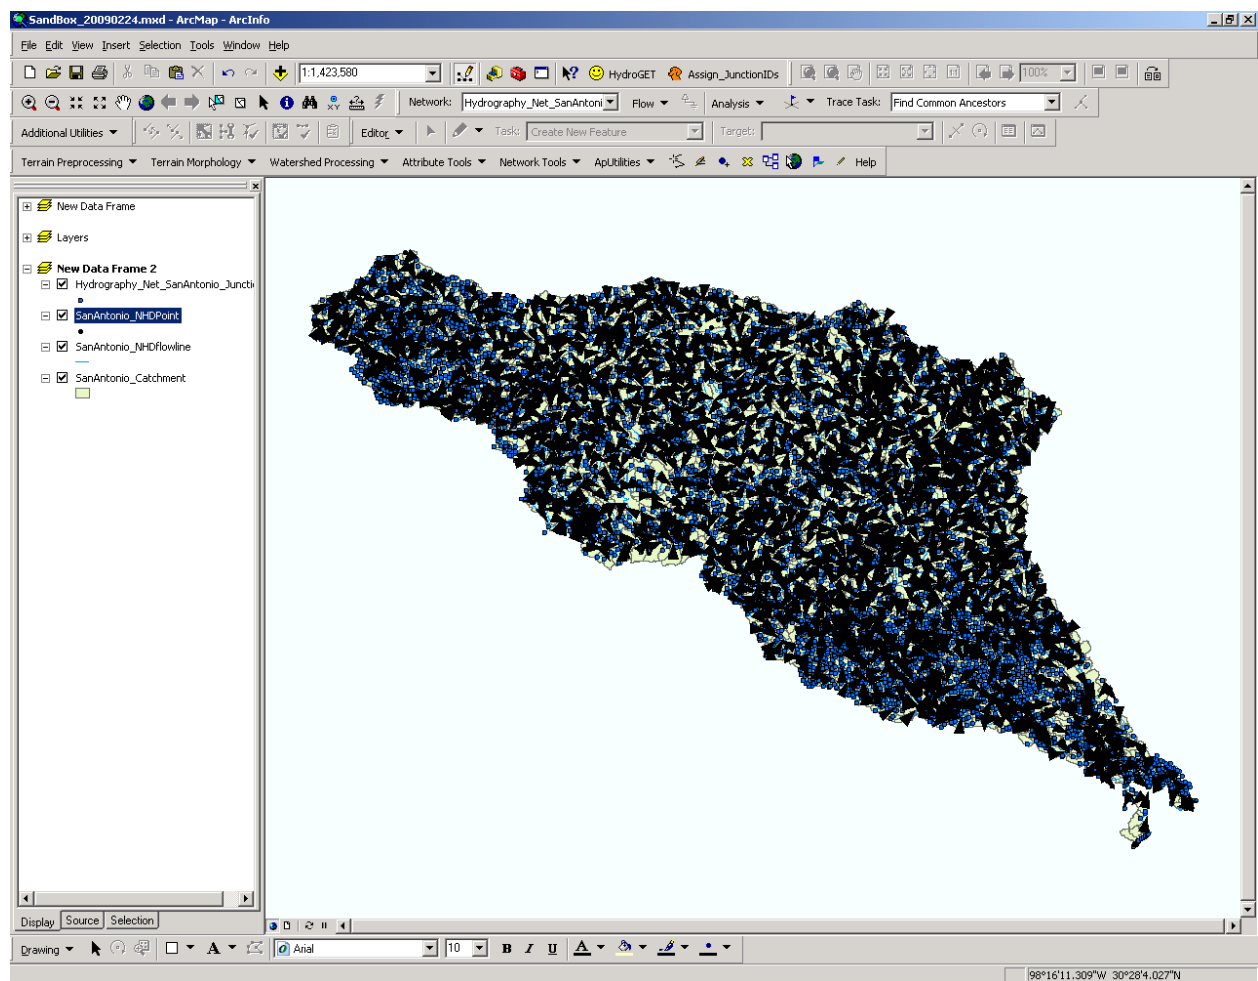 SandBox_20090224.mxd - ArcMap - ArcInfo
File Edit View Insert Selection Tools Window Help
1:1,423,580 HydroGET Assign_JunctionIDs 100%
Network: Hydrography_Net_SanAntoni Flow Analysis Trace Task: Find Common Ancestors
Additional Utilities Editor Task: Create New Feature Target:
Terrain Preprocessing Terrain Morphology Watershed Processing Attribute Tools Network Tools ApUtilities Help
New Data Frame
Layers
New Data Frame 2
Hydrography_Net_SanAntonio_Juncti
SanAntonio_NHDPoint
SanAntonio_NHDflowline
SanAntonio_Catchment
Display Source Selection
Drawing A Arial 10 B I U A
98°16'11.309"W 30°28'4.027"N